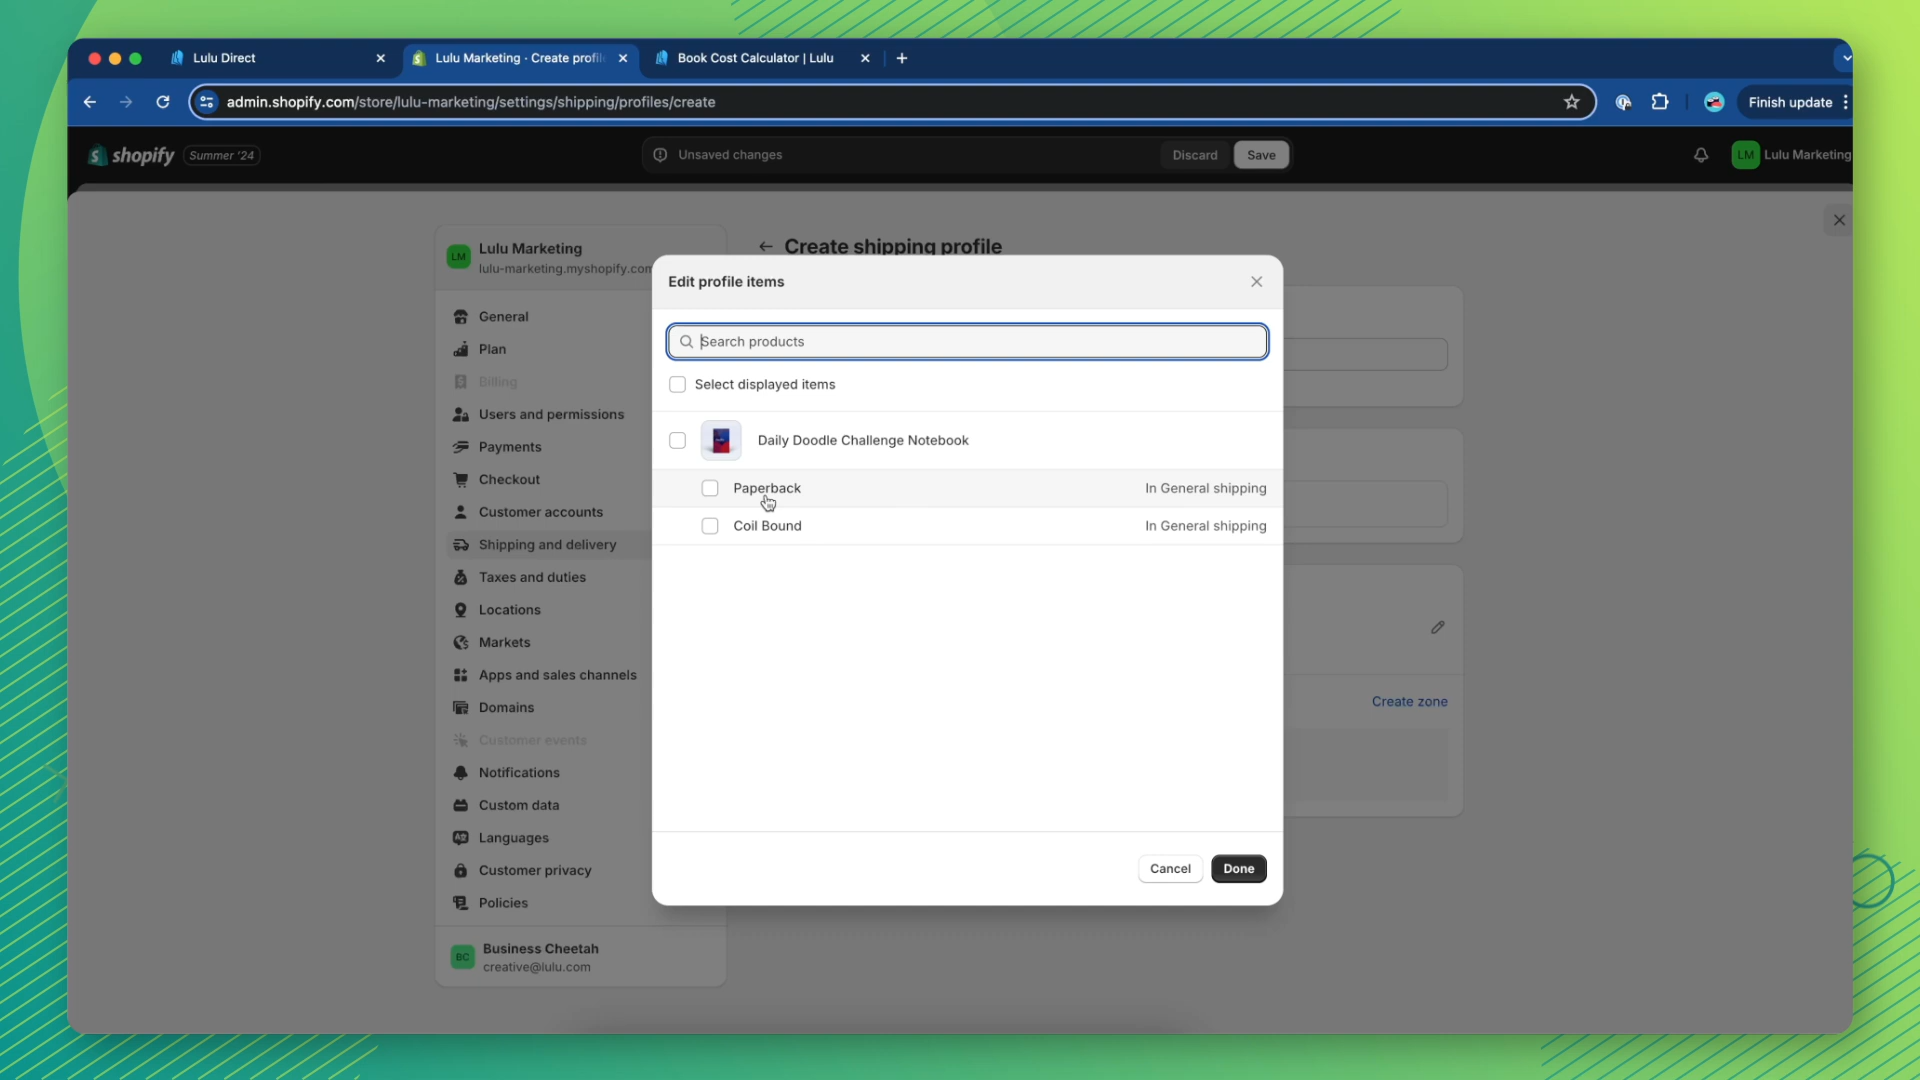 Lulu Direct
Lulu Marketing · Create profil
Book Cost Calculator | Lulu
admin.shopify.com/store/lulu-marketing/settings/shipping/profiles/create
Finish update
shopify
Summer '24
Unsaved changes
Discard
Save
LM
Lulu Marketing
LM
Lulu Marketing
lulu-marketing.myshopify.com
General
Plan
Billing
Users and permissions
Payments
Checkout
Customer accounts
Shipping and delivery
Taxes and duties
Locations
Markets
Apps and sales channels
Domains
Customer events
Notifications
Custom data
Languages
Customer privacy
Policies
BC
Business Cheetah
creative@lulu.com
Create shipping profile
Edit profile items
Search products
Select displayed items
Daily Doodle Challenge Notebook
Paperback
In General shipping
Coil Bound
In General shipping
Create zone
Cancel
Done